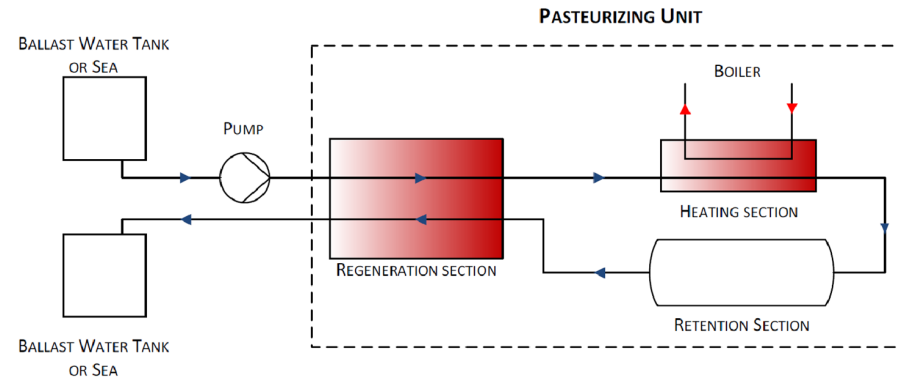 PASTEURIZING UNIT
BALLAST WATER TANK
OR SEA
BOILER
PUMP
HEATING SECTION
REGENERATION SECTION
RETENTION SECTION
BALLAST WATER TANK
OR SEA